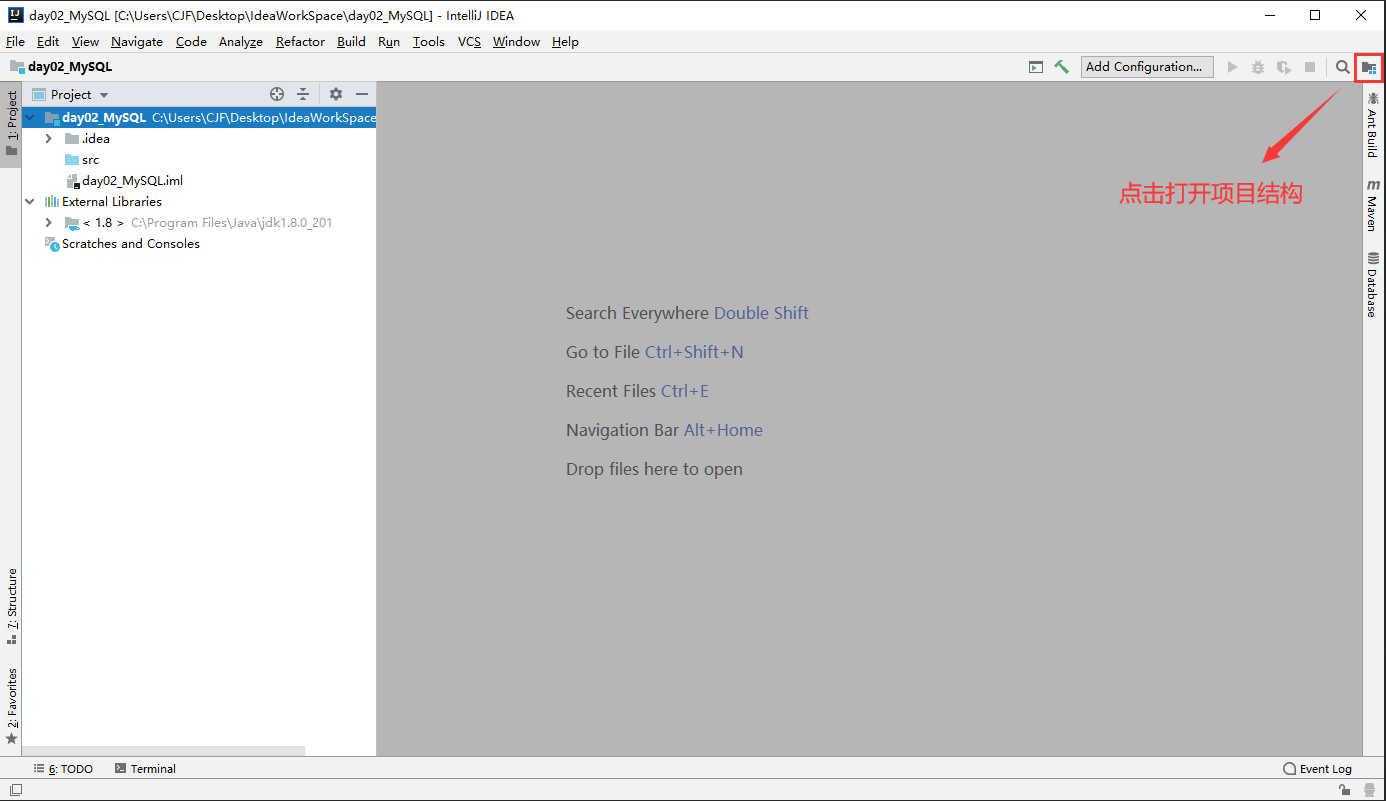 day02_MySQL [C:\Users\CJF\Desktop\IdeaWorkSpace\day02_MySQL] - IntelliJ IDEA
File Edit View Navigate Code Analyze Refactor Build Run Tools VCS Window Help
day02_MySQL
Add Configuration...
1: Project
Project
day02_MySQL C:\Users\CJF\Desktop\IdeaWorkSpace
.idea
src
day02_MySQL.iml
External Libraries
< 1.8 > C:\Program Files\Java\jdk1.8.0_201
Scratches and Consoles
点击打开项目结构
Ant Build
Maven
Database
Search Everywhere Double Shift
Go to File Ctrl+Shift+N
Recent Files Ctrl+E
Navigation Bar Alt+Home
Drop files here to open
7: Structure
2: Favorites
6: TODO
Terminal
Event Log